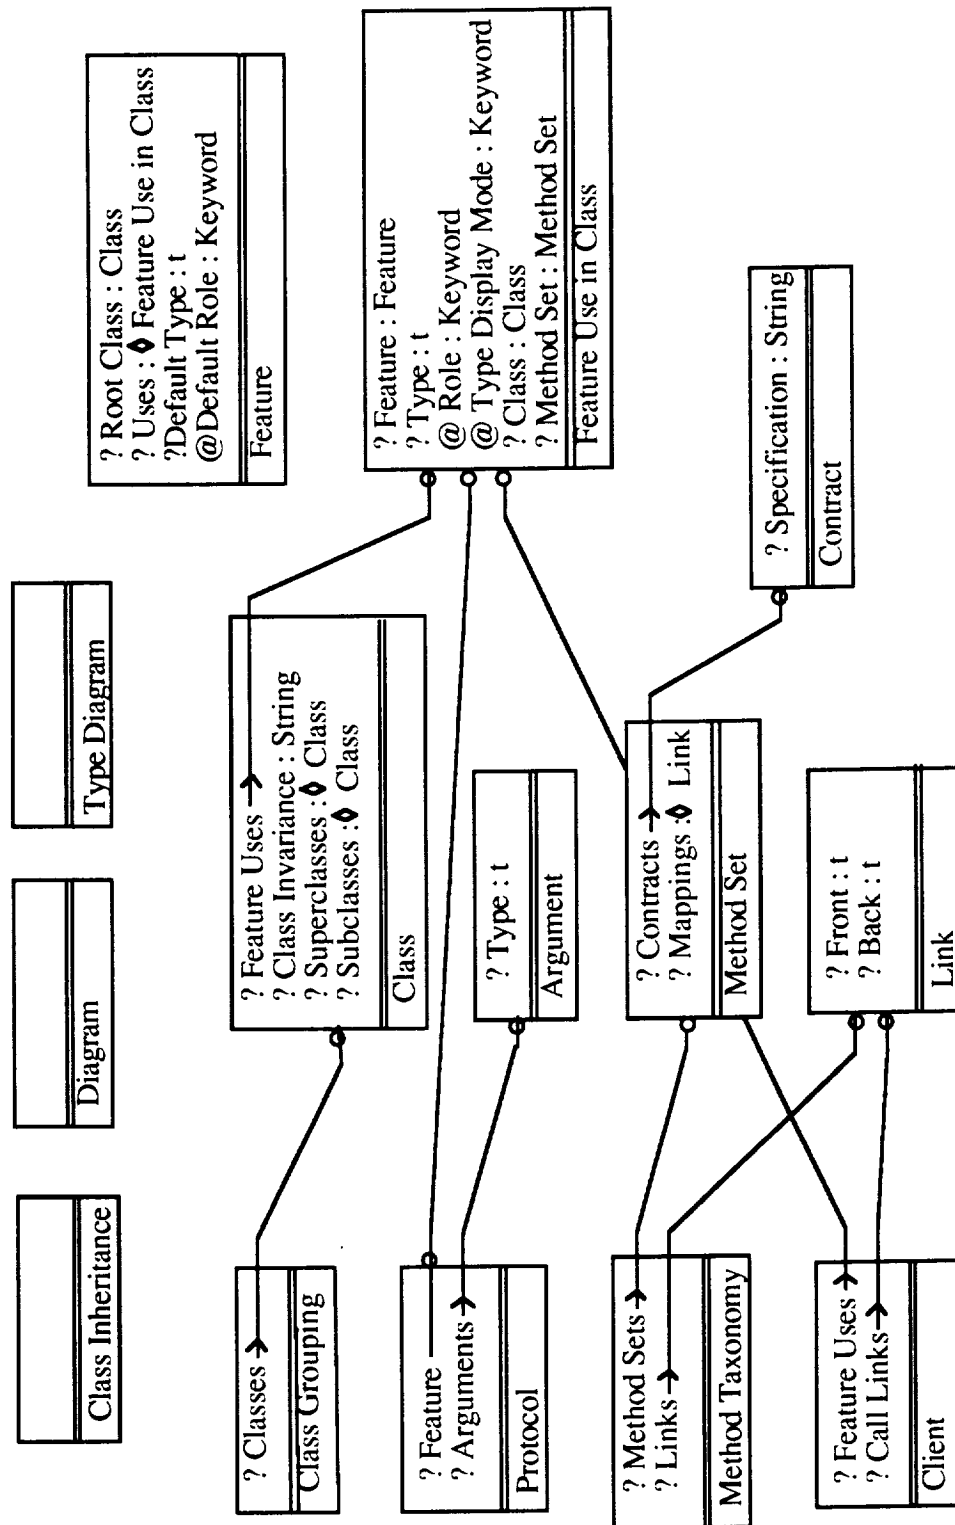 Class Inheritance
Diagram
Type Diagram
? Classes
Class Grouping
? Feature Uses
? Class Invariance : String
? Superclasses : Class
? Subclasses : Class
Class
? Root Class : Class
? Uses : Feature Use in Class
?Default Type : t
@Default Role : Keyword
Feature
? Feature
? Arguments
Protocol
? Type : t
Argument
? Feature : Feature
? Type : t
@ Role : Keyword
@ Type Display Mode : Keyword
? Class : Class
? Method Set : Method Set
Feature Use in Class
? Method Sets
? Links
Method Taxonomy
? Contracts
? Mappings : Link
Method Set
? Specification : String
Contract
? Feature Uses
? Call Links
Client
? Front : t
? Back : t
Link